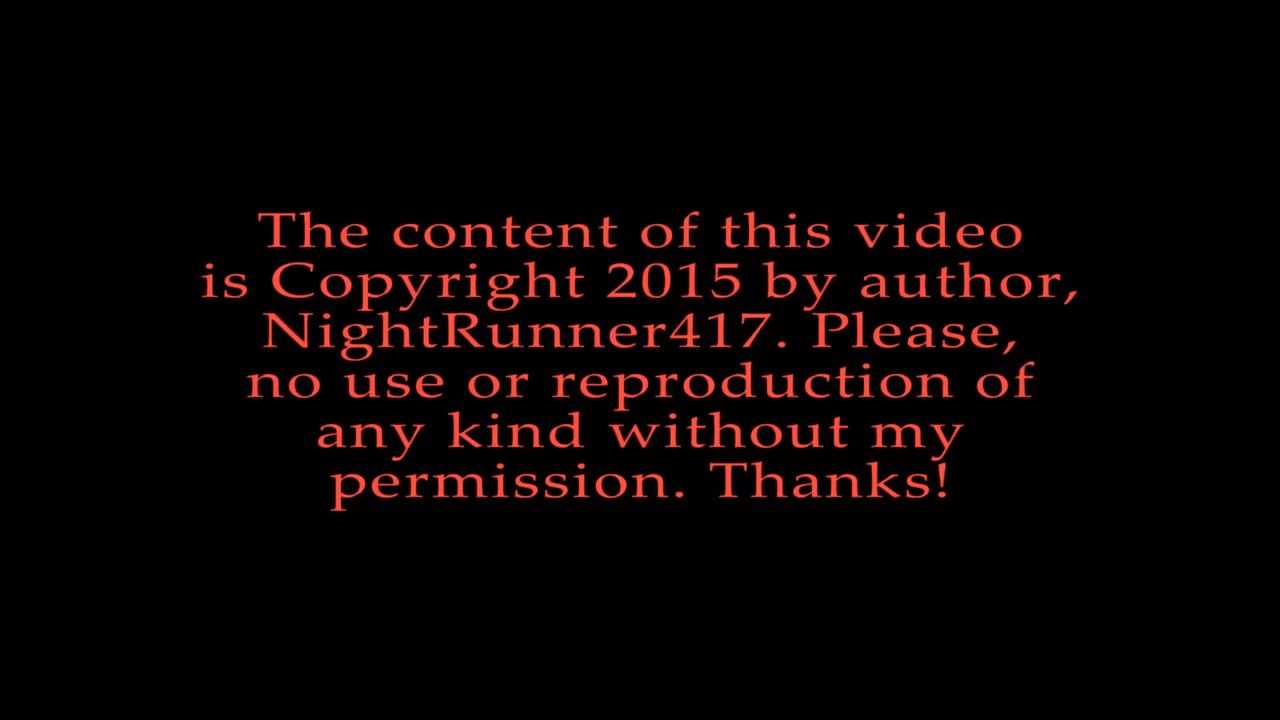 The content of this video
is Copyright 2015 by author,
NightRunner417. Please,
no use or reproduction of
any kind without my
permission. Thanks!